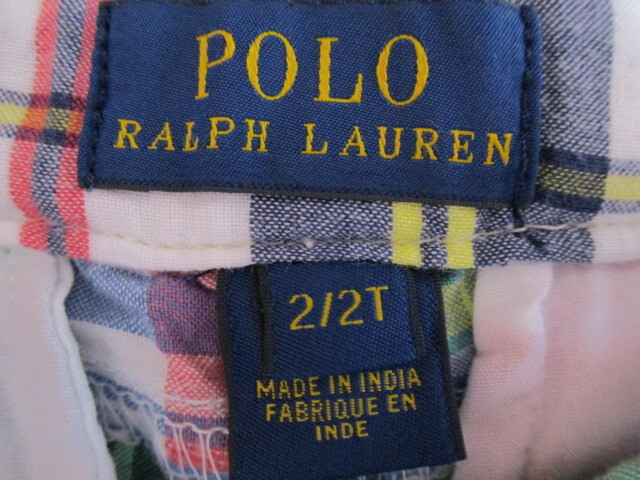 POLO
RALPH LAUREN
2/2T
MADE IN INDIA
FABRIQUE EN
INDE